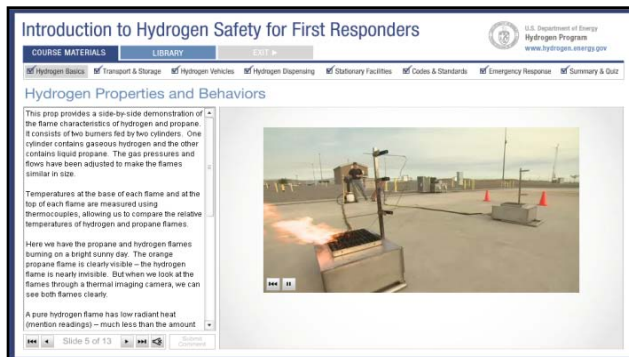 Introduction to Hydrogen Safety for First Responders
U.S. Department of Energy
Hydrogen Program
www.hydrogen.energy.gov
COURSE MATERIALS
LIBRARY
EXIT
Hydrogen Basics
Transport & Storage
Hydrogen Vehicles
Hydrogen Dispensing
Stationary Facilities
Codes & Standards
Emergency Response
Summary & Quiz
Hydrogen Properties and Behaviors
This prop provides a side-by-side demonstration of
the flame characteristics of hydrogen and propane.
It consists of two burners fed by two cylinders. One
cylinder contains gaseous hydrogen and the other
contains liquid propane. The gas pressures and
flows have been adjusted to make the flames
similar in size.
Temperatures at the base of each flame and at the
top of each flame are measured using
thermocouples, allowing us to compare the relative
temperatures of hydrogen and propane flames.
Here we have the propane and hydrogen flames
burning on a bright sunny day. The orange
propane flame is clearly visible – the hydrogen
flame is nearly invisible. But when we look at the
flames through a thermal imaging camera, we can
see both flames clearly.
A pure hydrogen flame has low radiant heat
(mention readings) – much less than the amount
Slide 5 of 13
Submit
Comment